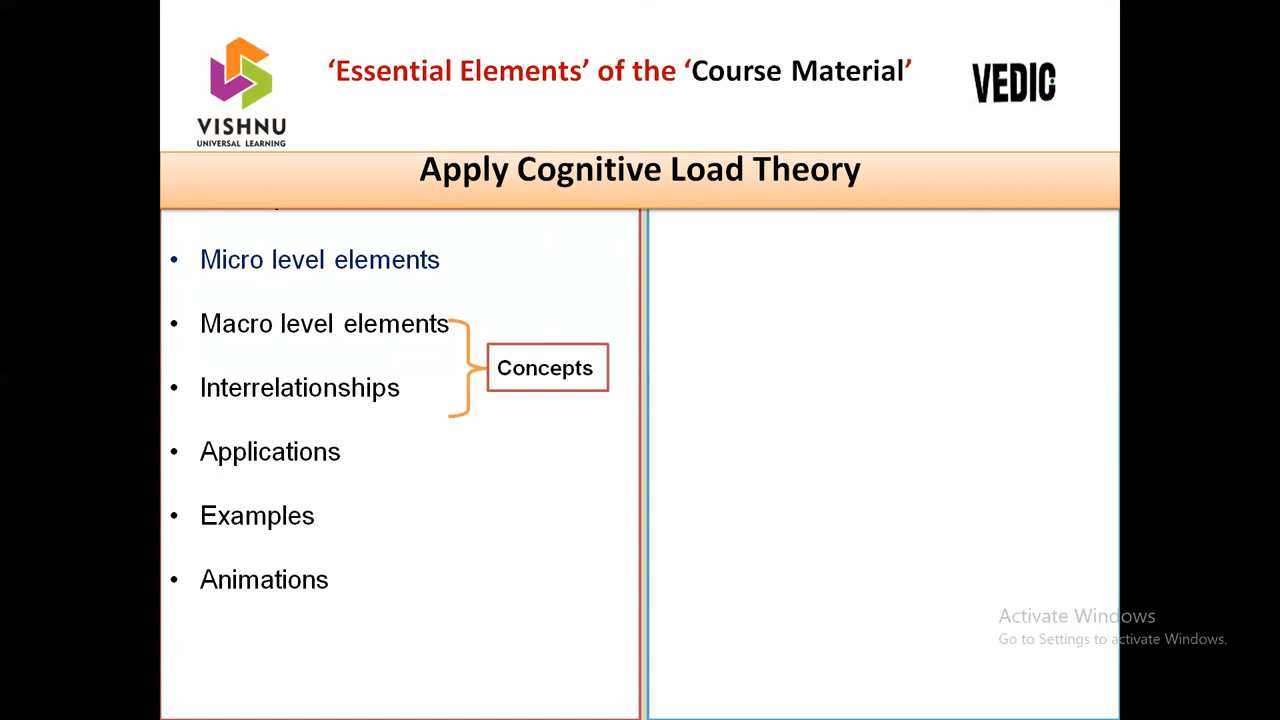 ‘Essential Elements’ of the ‘Course Material’
VISHNU
UNIVERSAL LEARNING
VEDIC
Apply Cognitive Load Theory
• Micro level elements
• Macro level elements
Concepts
• Interrelationships
• Applications
• Examples
• Animations
Activate Windows
Go to Settings to activate Windows.